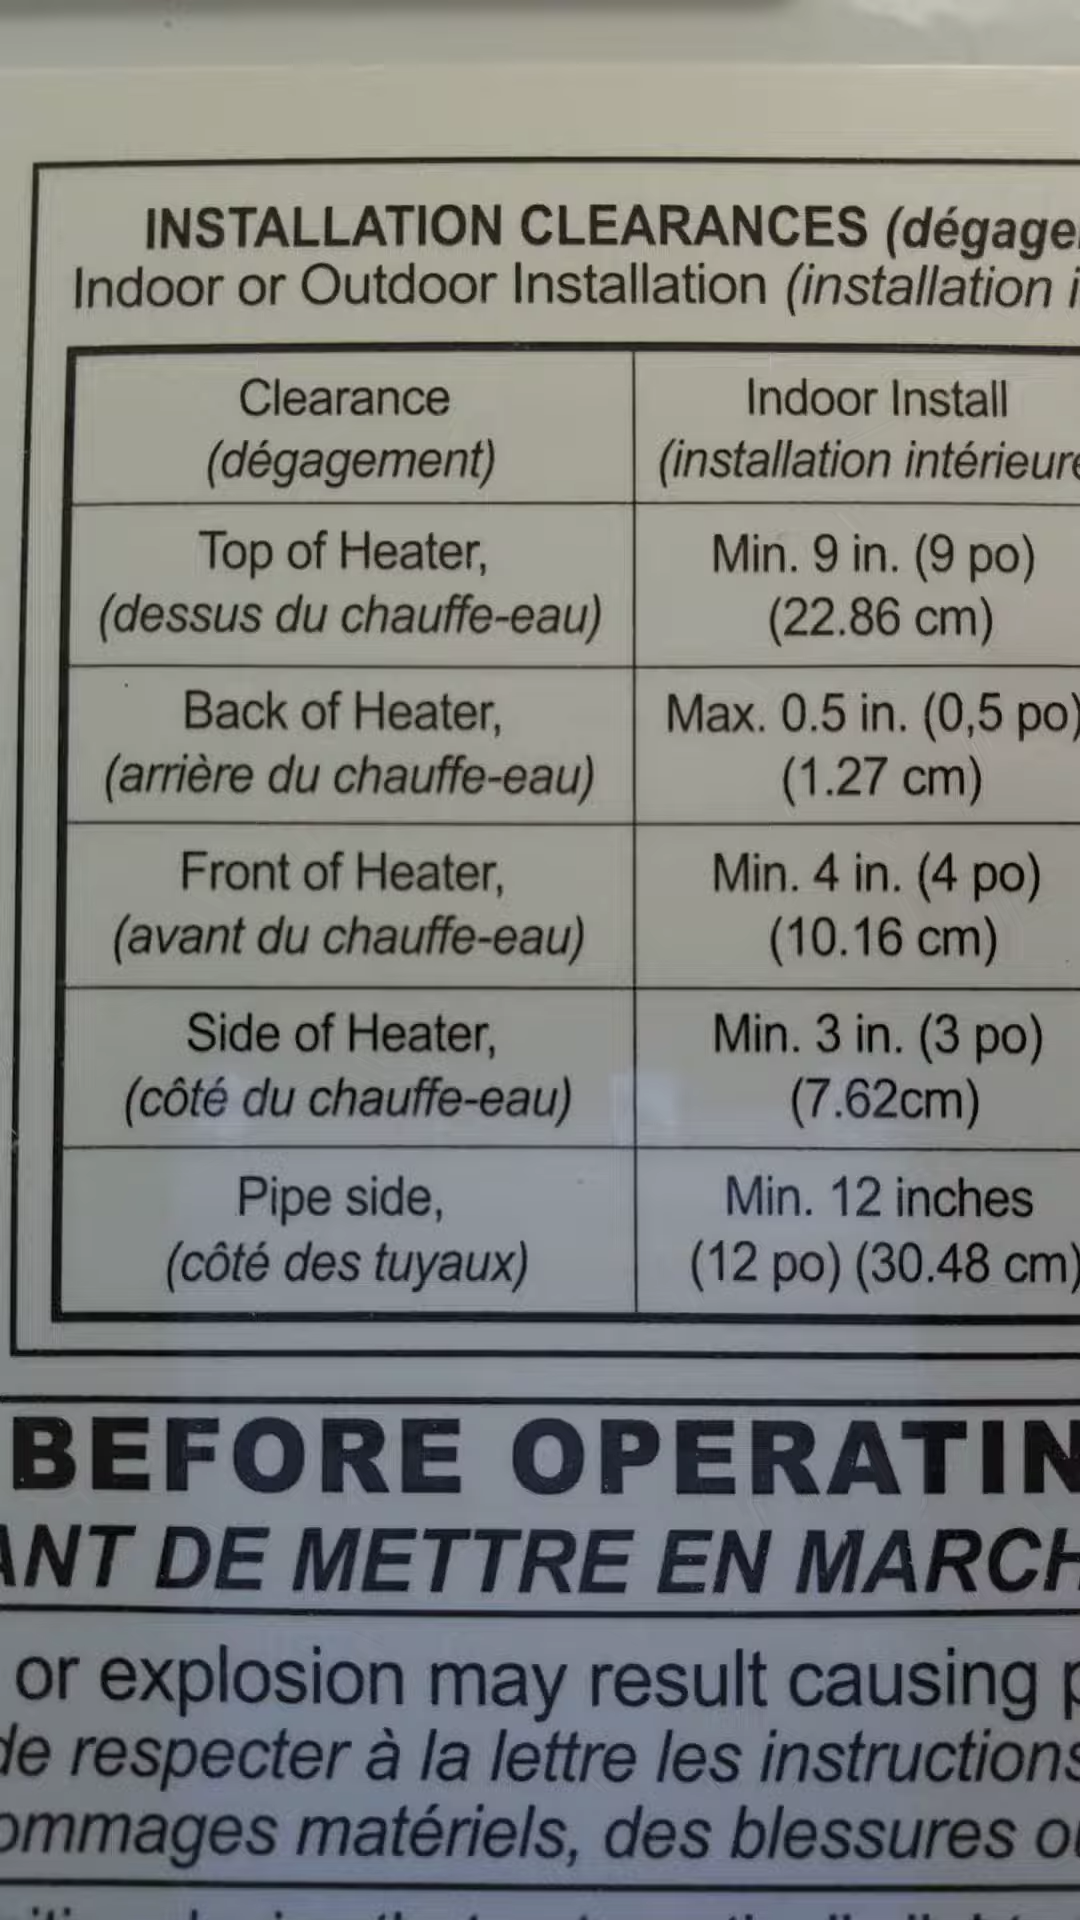 INSTALLATION CLEARANCES
Indoor or Outdoor Installation (installation
Clearance
(dégagement)
Indoor Install
(installation intérieure
Top of Heater,
(dessus du chauffe-eau)
Min. 9 in. (9 po)
(22.86 cm)
Back of Heater,
(arrière du chauffe-eau)
Max. 0.5 in. (0,5 po)
(1.27 cm)
Front of Heater,
(avant du chauffe-eau)
Min. 4 in. (4 po)
(10.16 cm)
Side of Heater,
(côté du chauffe-eau)
Min. 3 in. (3 po)
(7.62cm)
Pipe side,
(côté des tuyaux)
Min. 12 inches
(12 po) (30.48 cm)
BEFORE OPERATIN
ANT DE METTRE EN MARCH
or explosion may result causing
de respecter à la lettre les instructions
ommages matériels, des blessures